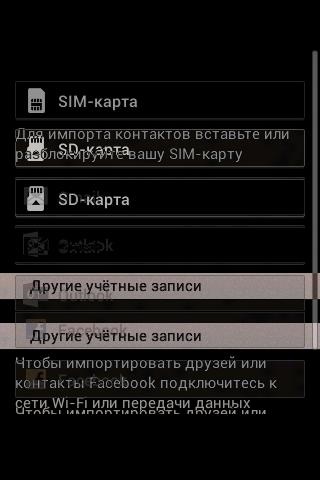 SIM-карта
Для импорта контактов вставьте или
SD-карта
разблокируйте вашу SIM-карту
SD-карта
Outlook
Другие учётные записи
Outlook
Facebook
Другие учётные записи
Чтобы импортировать друзей или
Facebook
контакты Facebook подключитесь к
сети Wi-Fi или передачи данных
Чтобы импортировать друзей или